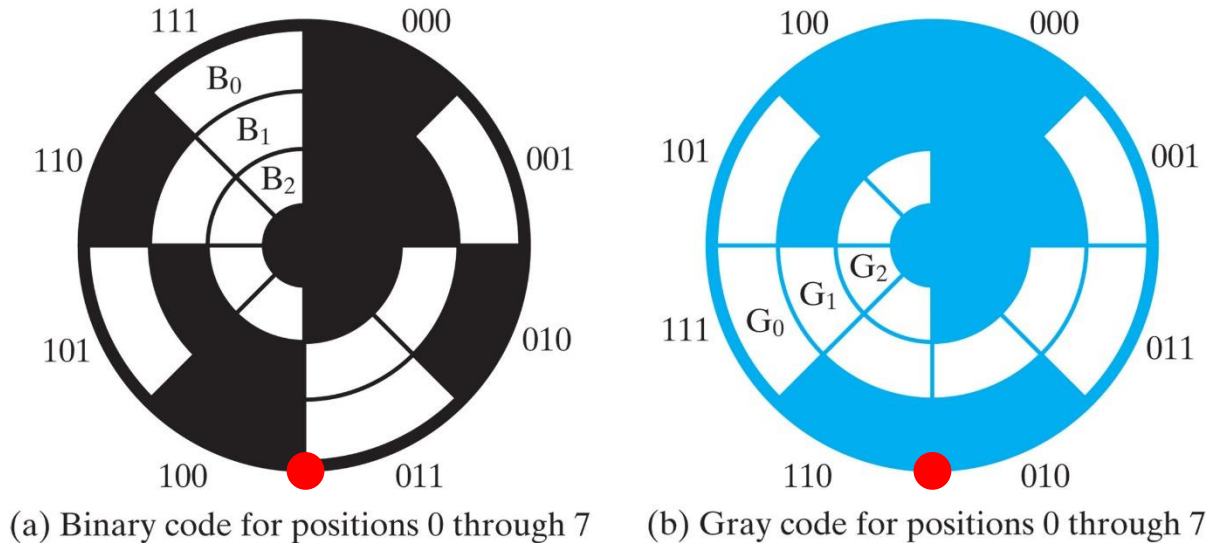 111 000
B₀
B₁
110 001
B₂
101 010
100 011
(a) Binary code for positions 0 through 7
100 000
101 001
G₂
G₁
G₀
111 011
110 010
(b) Gray code for positions 0 through 7